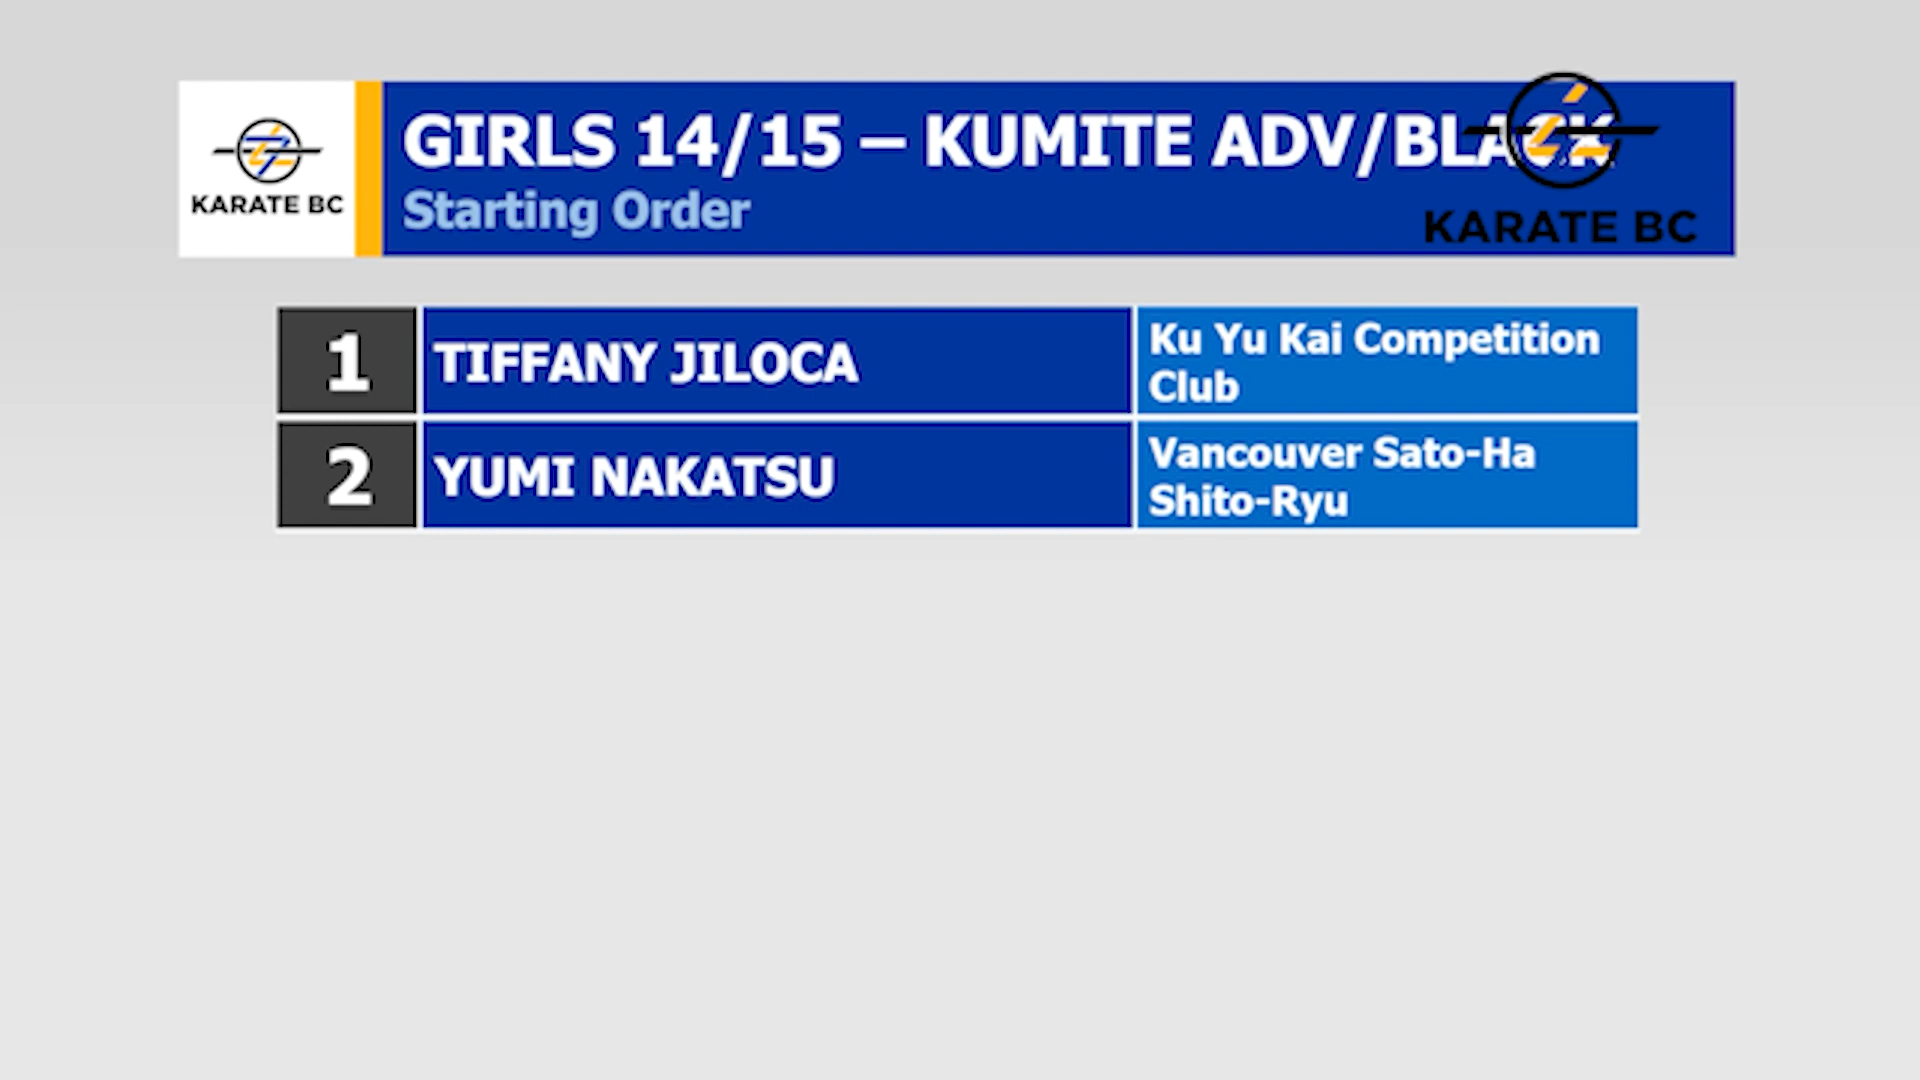 KARATE BC
GIRLS 14/15 – KUMITE ADV/BLACK
Starting Order
KARATE BC
1
TIFFANY JILOCA
Ku Yu Kai Competition
Club
2
YUMI NAKATSU
Vancouver Sato-Ha
Shito-Ryu